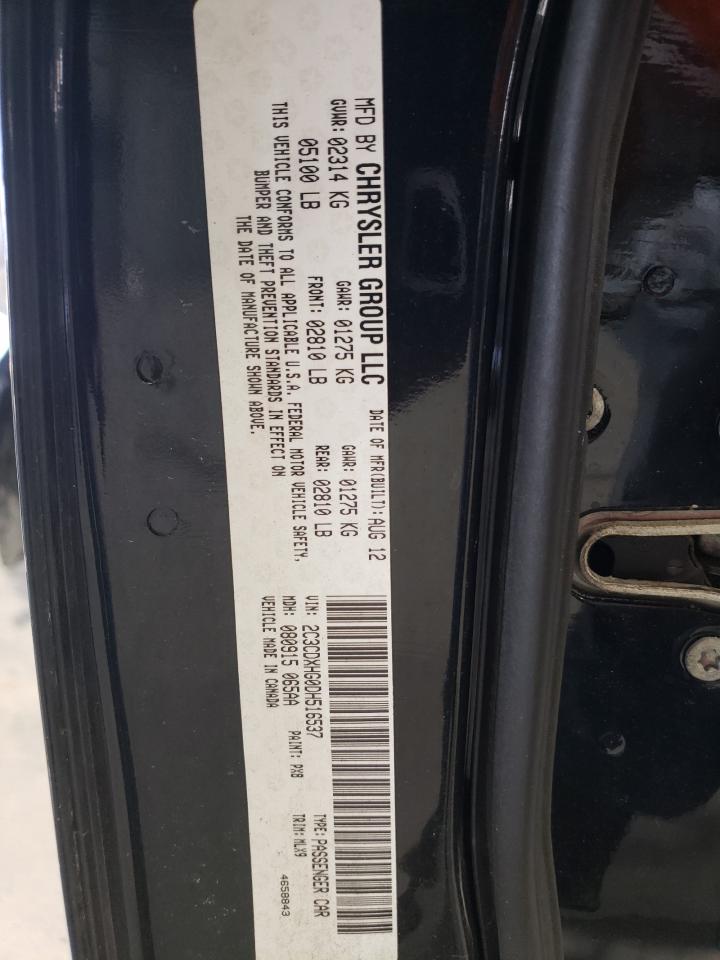 MFD BY CHRYSLER GROUP LLC DATE OF MFR(BUILT): AUG 12
GVWR: 02314 KG GAWR: 01275 KG GAWR: 01275 KG
05100 LB FRONT: 02810 LB REAR: 02810 LB
THIS VEHICLE CONFORMS TO ALL APPLICABLE U.S.A. FEDERAL MOTOR VEHICLE SAFETY,
BUMPER AND THEFT PREVENTION STANDARDS IN EFFECT ON
THE DATE OF MANUFACTURE SHOWN ABOVE.
VIN: 2C3CDXHG0DH516537 TYPE: PASSENGER CAR
MDH: 080915 065AA PAINT: PX8 TRIM: MLX9
VEHICLE MADE IN CANADA 4658843